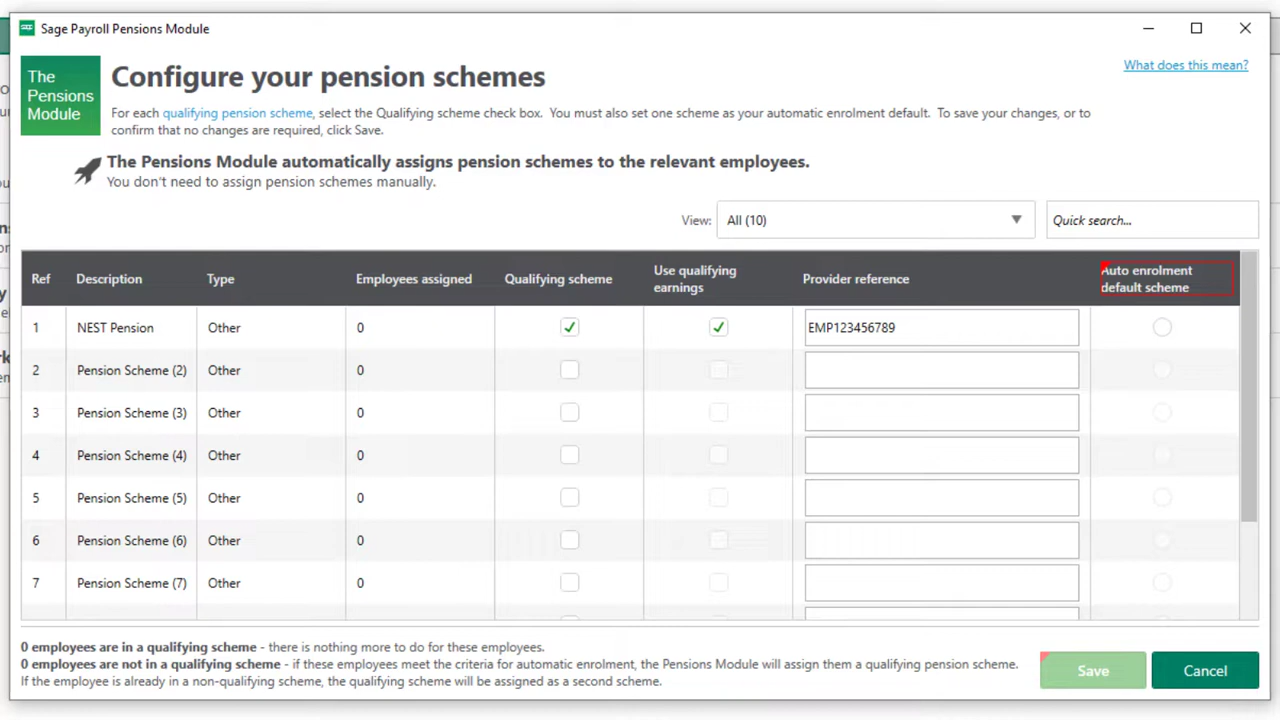 Sage Payroll Pensions Module
What does this mean?
The
Pensions
Module
Configure your pension schemes
For each qualifying pension scheme, select the Qualifying scheme check box. You must also set one scheme as your automatic enrolment default. To save your changes, or to
confirm that no changes are required, click Save.
The Pensions Module automatically assigns pension schemes to the relevant employees.
You don't need to assign pension schemes manually.
View: All (10) Quick search...
Ref Description Type Employees assigned Qualifying scheme Use qualifying earnings Provider reference Auto enrolment default scheme
1 NEST Pension Other 0 EMP123456789
2 Pension Scheme (2) Other 0
3 Pension Scheme (3) Other 0
4 Pension Scheme (4) Other 0
5 Pension Scheme (5) Other 0
6 Pension Scheme (6) Other 0
7 Pension Scheme (7) Other 0
0 employees are in a qualifying scheme - there is nothing more to do for these employees.
0 employees are not in a qualifying scheme - if these employees meet the criteria for automatic enrolment, the Pensions Module will assign them a qualifying pension scheme.
If the employee is already in a non-qualifying scheme, the qualifying scheme will be assigned as a second scheme.
Save Cancel